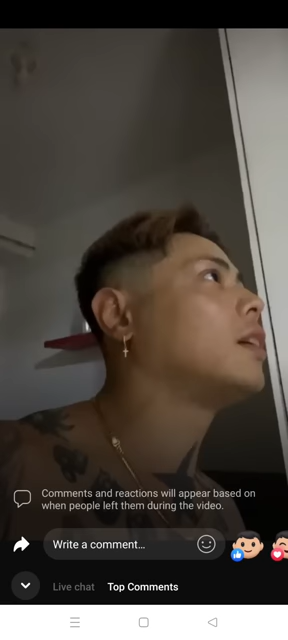 Comments and reactions will appear based on
when people left them during the video.
Write a comment...
Live chat Top Comments